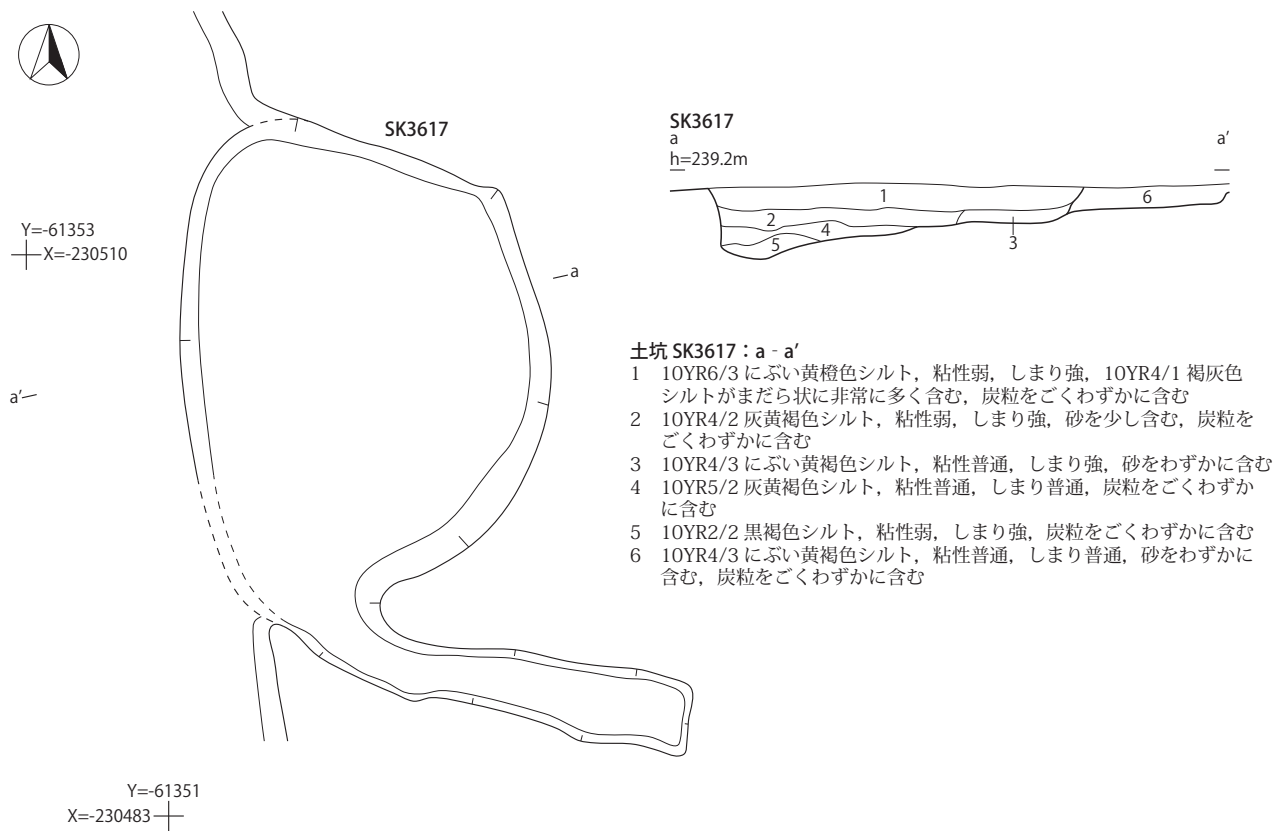 SK3617
a
a′
Y=-61353
X=-230510
Y=-61351
X=-230483
SK3617
a
a′
h=239.2m
1
2
3
4
5
6
土坑 SK3617：a - a′
1 10YR6/3 にぶい黄橙色シルト，粘性弱，しまり強，10YR4/1 褐灰色
シルトがまだら状に非常に多く含む，炭粒をごくわずかに含む
2 10YR4/2 灰黄褐色シルト，粘性弱，しまり強，砂を少し含む，炭粒を
ごくわずかに含む
3 10YR4/3 にぶい黄褐色シルト，粘性普通，しまり強，砂をわずかに含む
4 10YR5/2 灰黄褐色シルト，粘性普通，しまり普通，炭粒をごくわずか
に含む
5 10YR2/2 黒褐色シルト，粘性弱，しまり強，炭粒をごくわずかに含む
6 10YR4/3 にぶい黄褐色シルト，粘性普通，しまり普通，砂をわずかに
含む，炭粒をごくわずかに含む